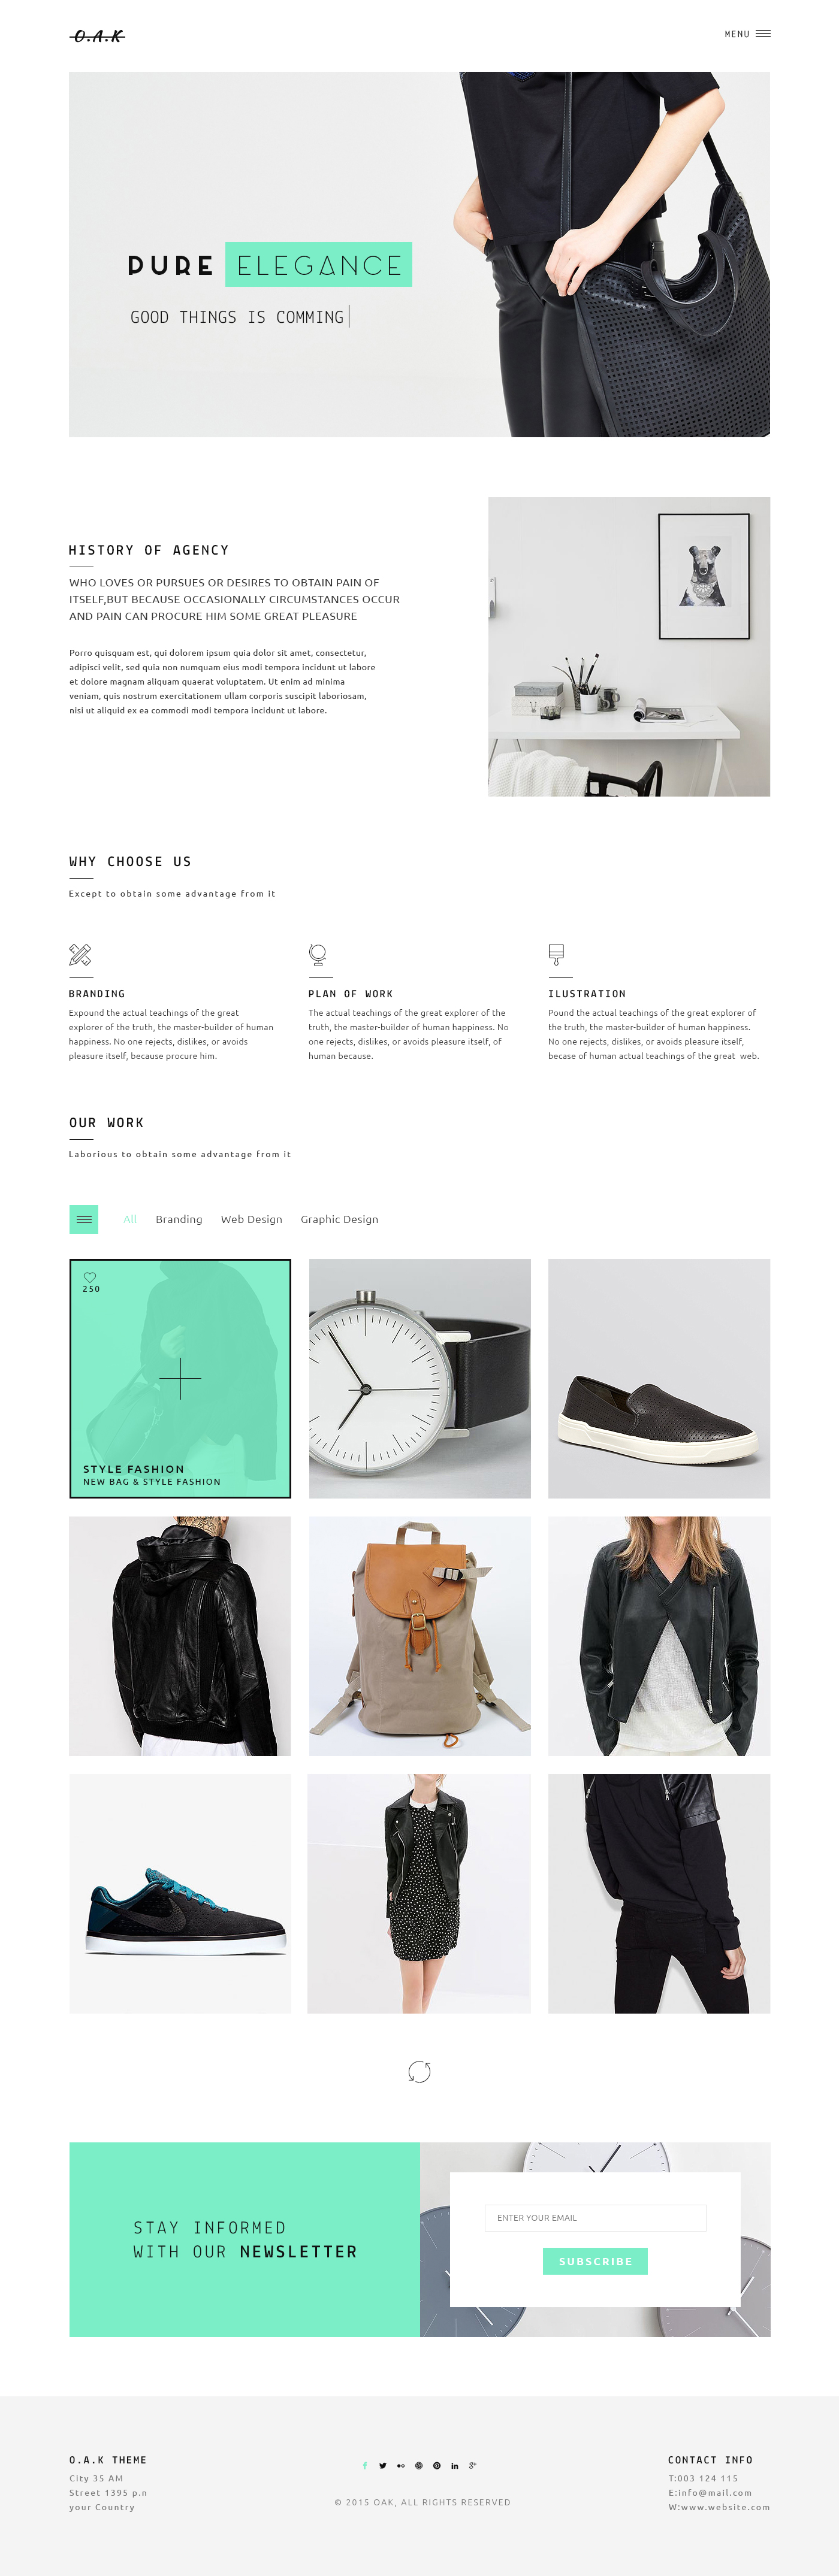 O.A.K
MENU
PURE ELEGANCE
GOOD THINGS IS COMMING
HISTORY OF AGENCY
WHO LOVES OR PURSUES OR DESIRES TO OBTAIN PAIN OF
ITSELF,BUT BECAUSE OCCASIONALLY CIRCUMSTANCES OCCUR
AND PAIN CAN PROCURE HIM SOME GREAT PLEASURE
Porro quisquam est, qui dolorem ipsum quia dolor sit amet, consectetur,
adipisci velit, sed quia non numquam eius modi tempora incidunt ut labore
et dolore magnam aliquam quaerat voluptatem. Ut enim ad minima
veniam, quis nostrum exercitationem ullam corporis suscipit laboriosam,
nisi ut aliquid ex ea commodi modi tempora incidunt ut labore.
WHY CHOOSE US
Except to obtain some advantage from it
BRANDING
Expound the actual teachings of the great
explorer of the truth, the master-builder of human
happiness. No one rejects, dislikes, or avoids
pleasure itself, because procure him.
PLAN OF WORK
The actual teachings of the great explorer of the
truth, the master-builder of human happiness. No
one rejects, dislikes, or avoids pleasure itself, of
human because.
ILUSTRATION
Pound the actual teachings of the great explorer of
the truth, the master-builder of human happiness.
No one rejects, dislikes, or avoids pleasure itself,
becase of human actual teachings of the great web.
OUR WORK
Laborious to obtain some advantage from it
All Branding Web Design Graphic Design
250
STYLE FASHION
NEW BAG & STYLE FASHION
STAY INFORMED
WITH OUR NEWSLETTER
ENTER YOUR EMAIL
SUBSCRIBE
O.A.K THEME
City 35 AM
Street 1395 p.n
your Country
© 2015 OAK, ALL RIGHTS RESERVED
CONTACT INFO
T:003 124 115
E:info@mail.com
W:www.website.com